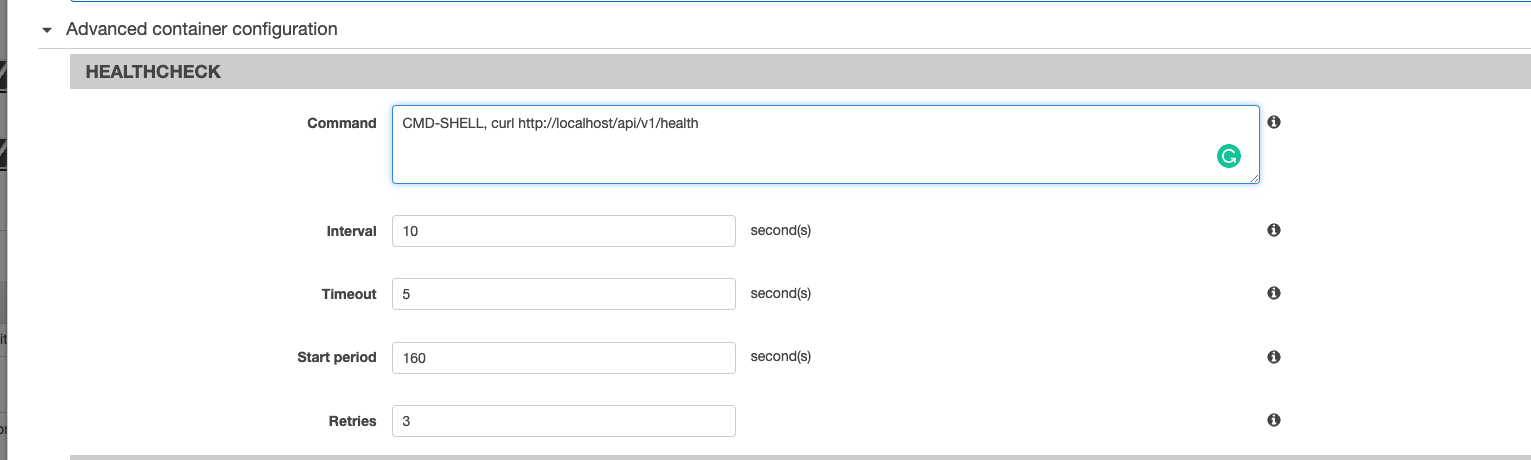 Advanced container configuration
HEALTHCHECK
Command CMD-SHELL, curl http://localhost/api/v1/health
Interval 10 second(s)
Timeout 5 second(s)
Start period 160 second(s)
Retries 3